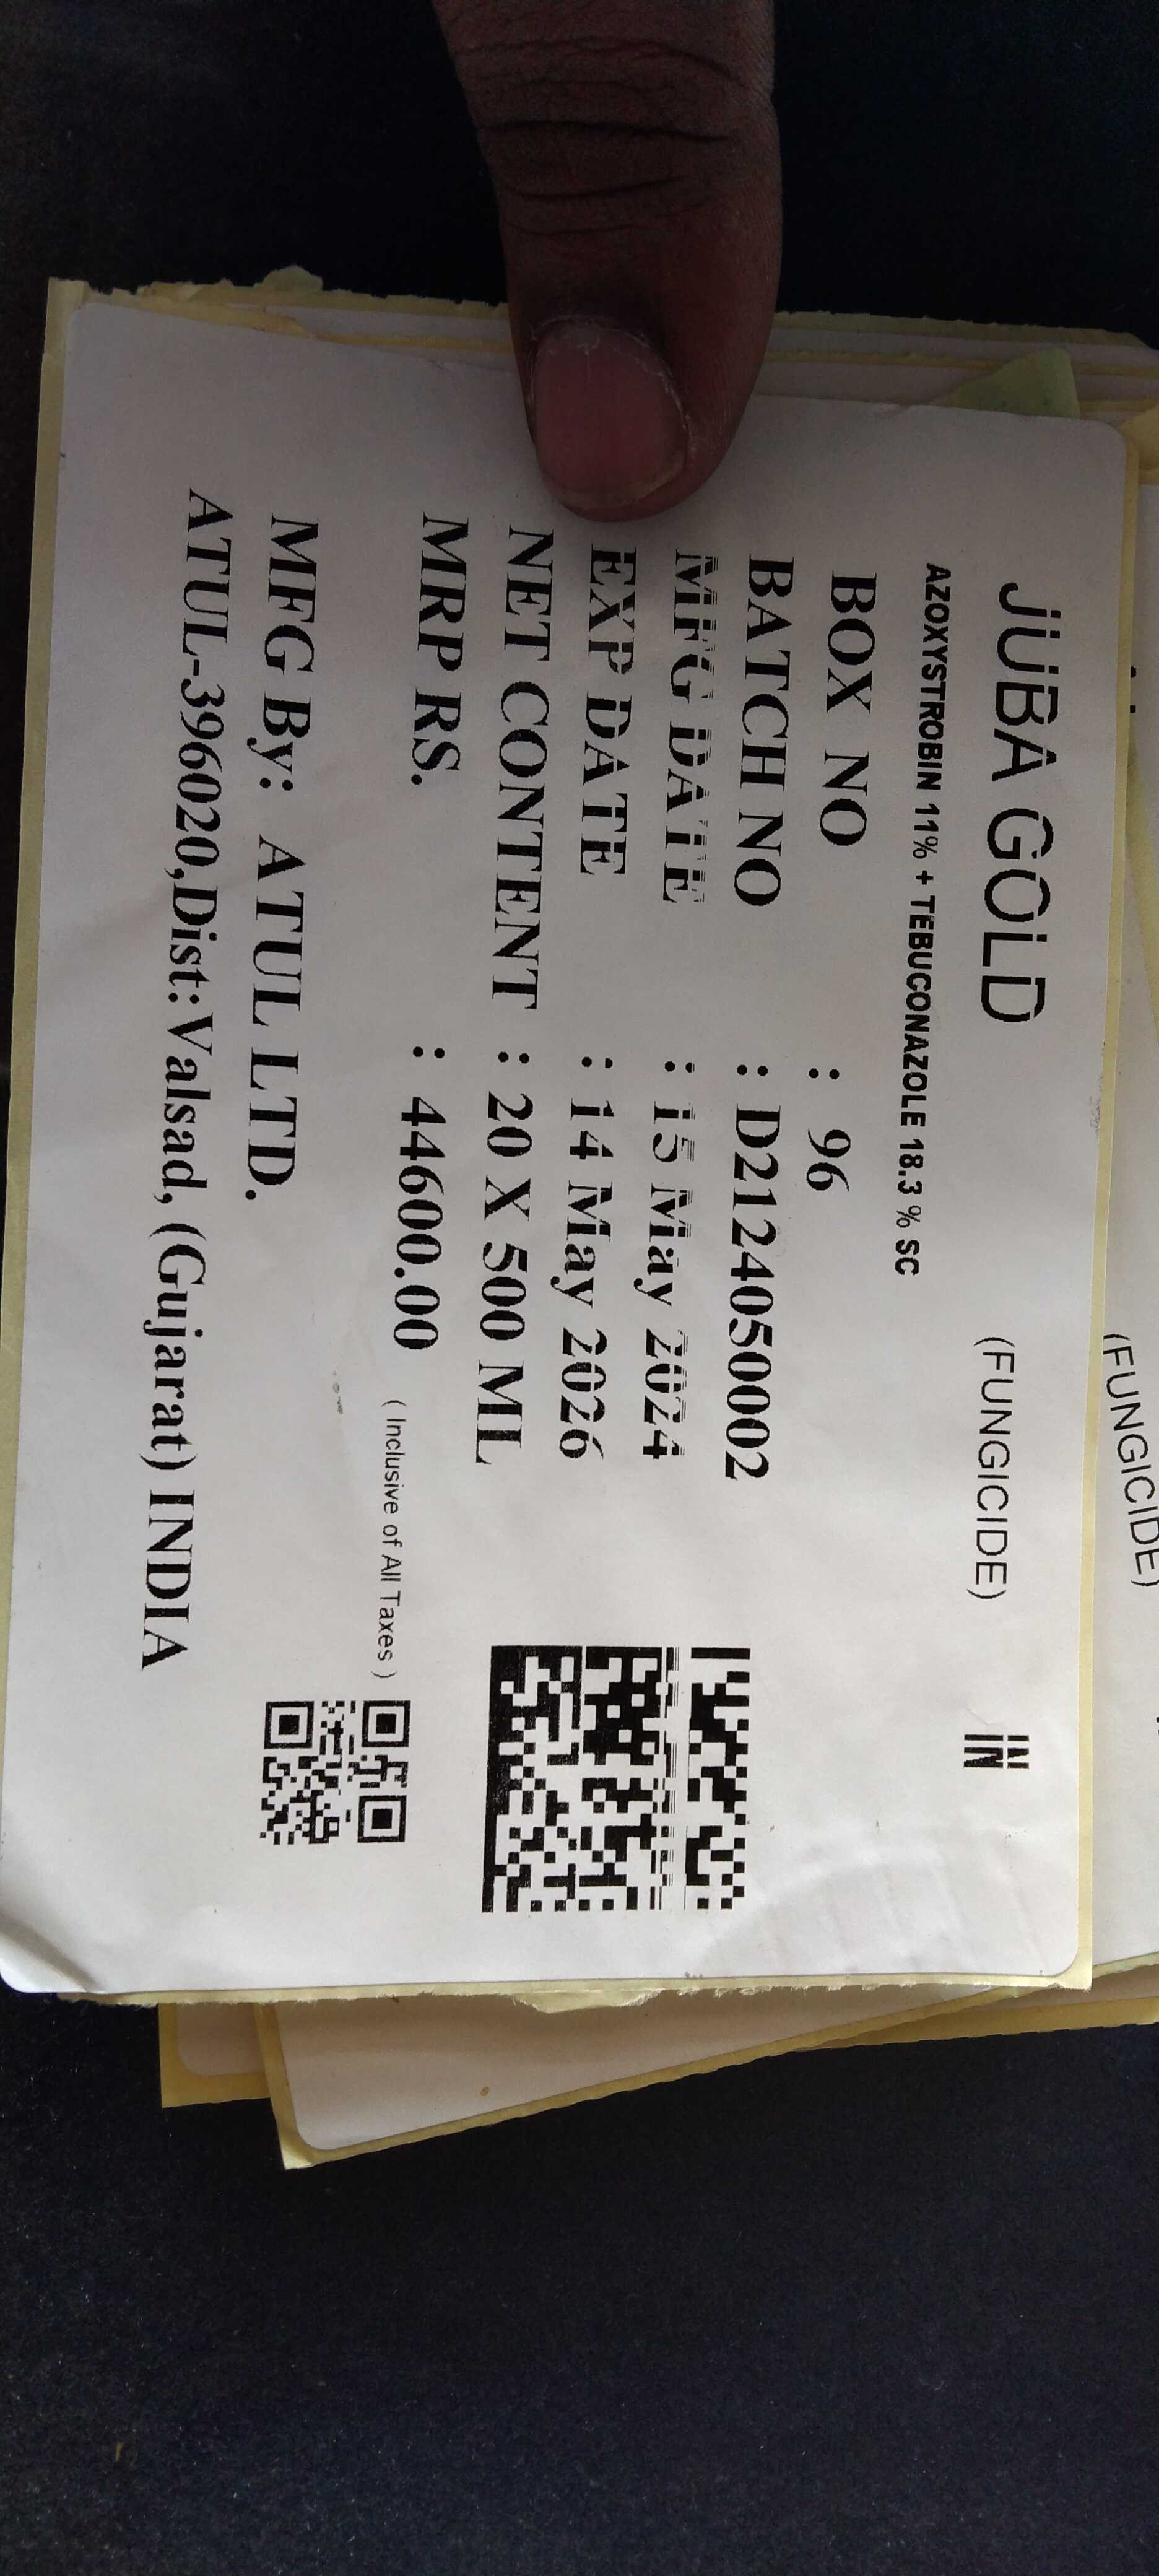 JUBA GOLD (FUNGICIDE) IN
AZOXYSTROBIN 11% + TEBUCONAZOLE 18.3 % SC
BOX NO : 96
BATCH NO : D212405002
MFG DATE : 15 May 2024
EXP DATE : 14 May 2026
NET CONTENT : 20 X 500 ML
MRP RS. : 44600.00 ( Inclusive of All Taxes )
MFG By: ATUL LTD.
ATUL-396020,Dist:Valsad, (Gujarat) INDIA
(FUNGICIDE)